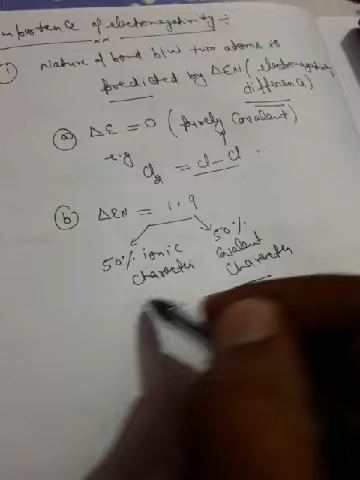 importance of electronegativity :-
① Nature of bond b/w two atoms is
predicted by ΔEN (electronegativity
difference)
ⓐ ΔE = 0 (purely covalent)
e.g Cl₂ = Cl-Cl.
ⓑ ΔEN = 1.9
50% ionic character
50% covalent character